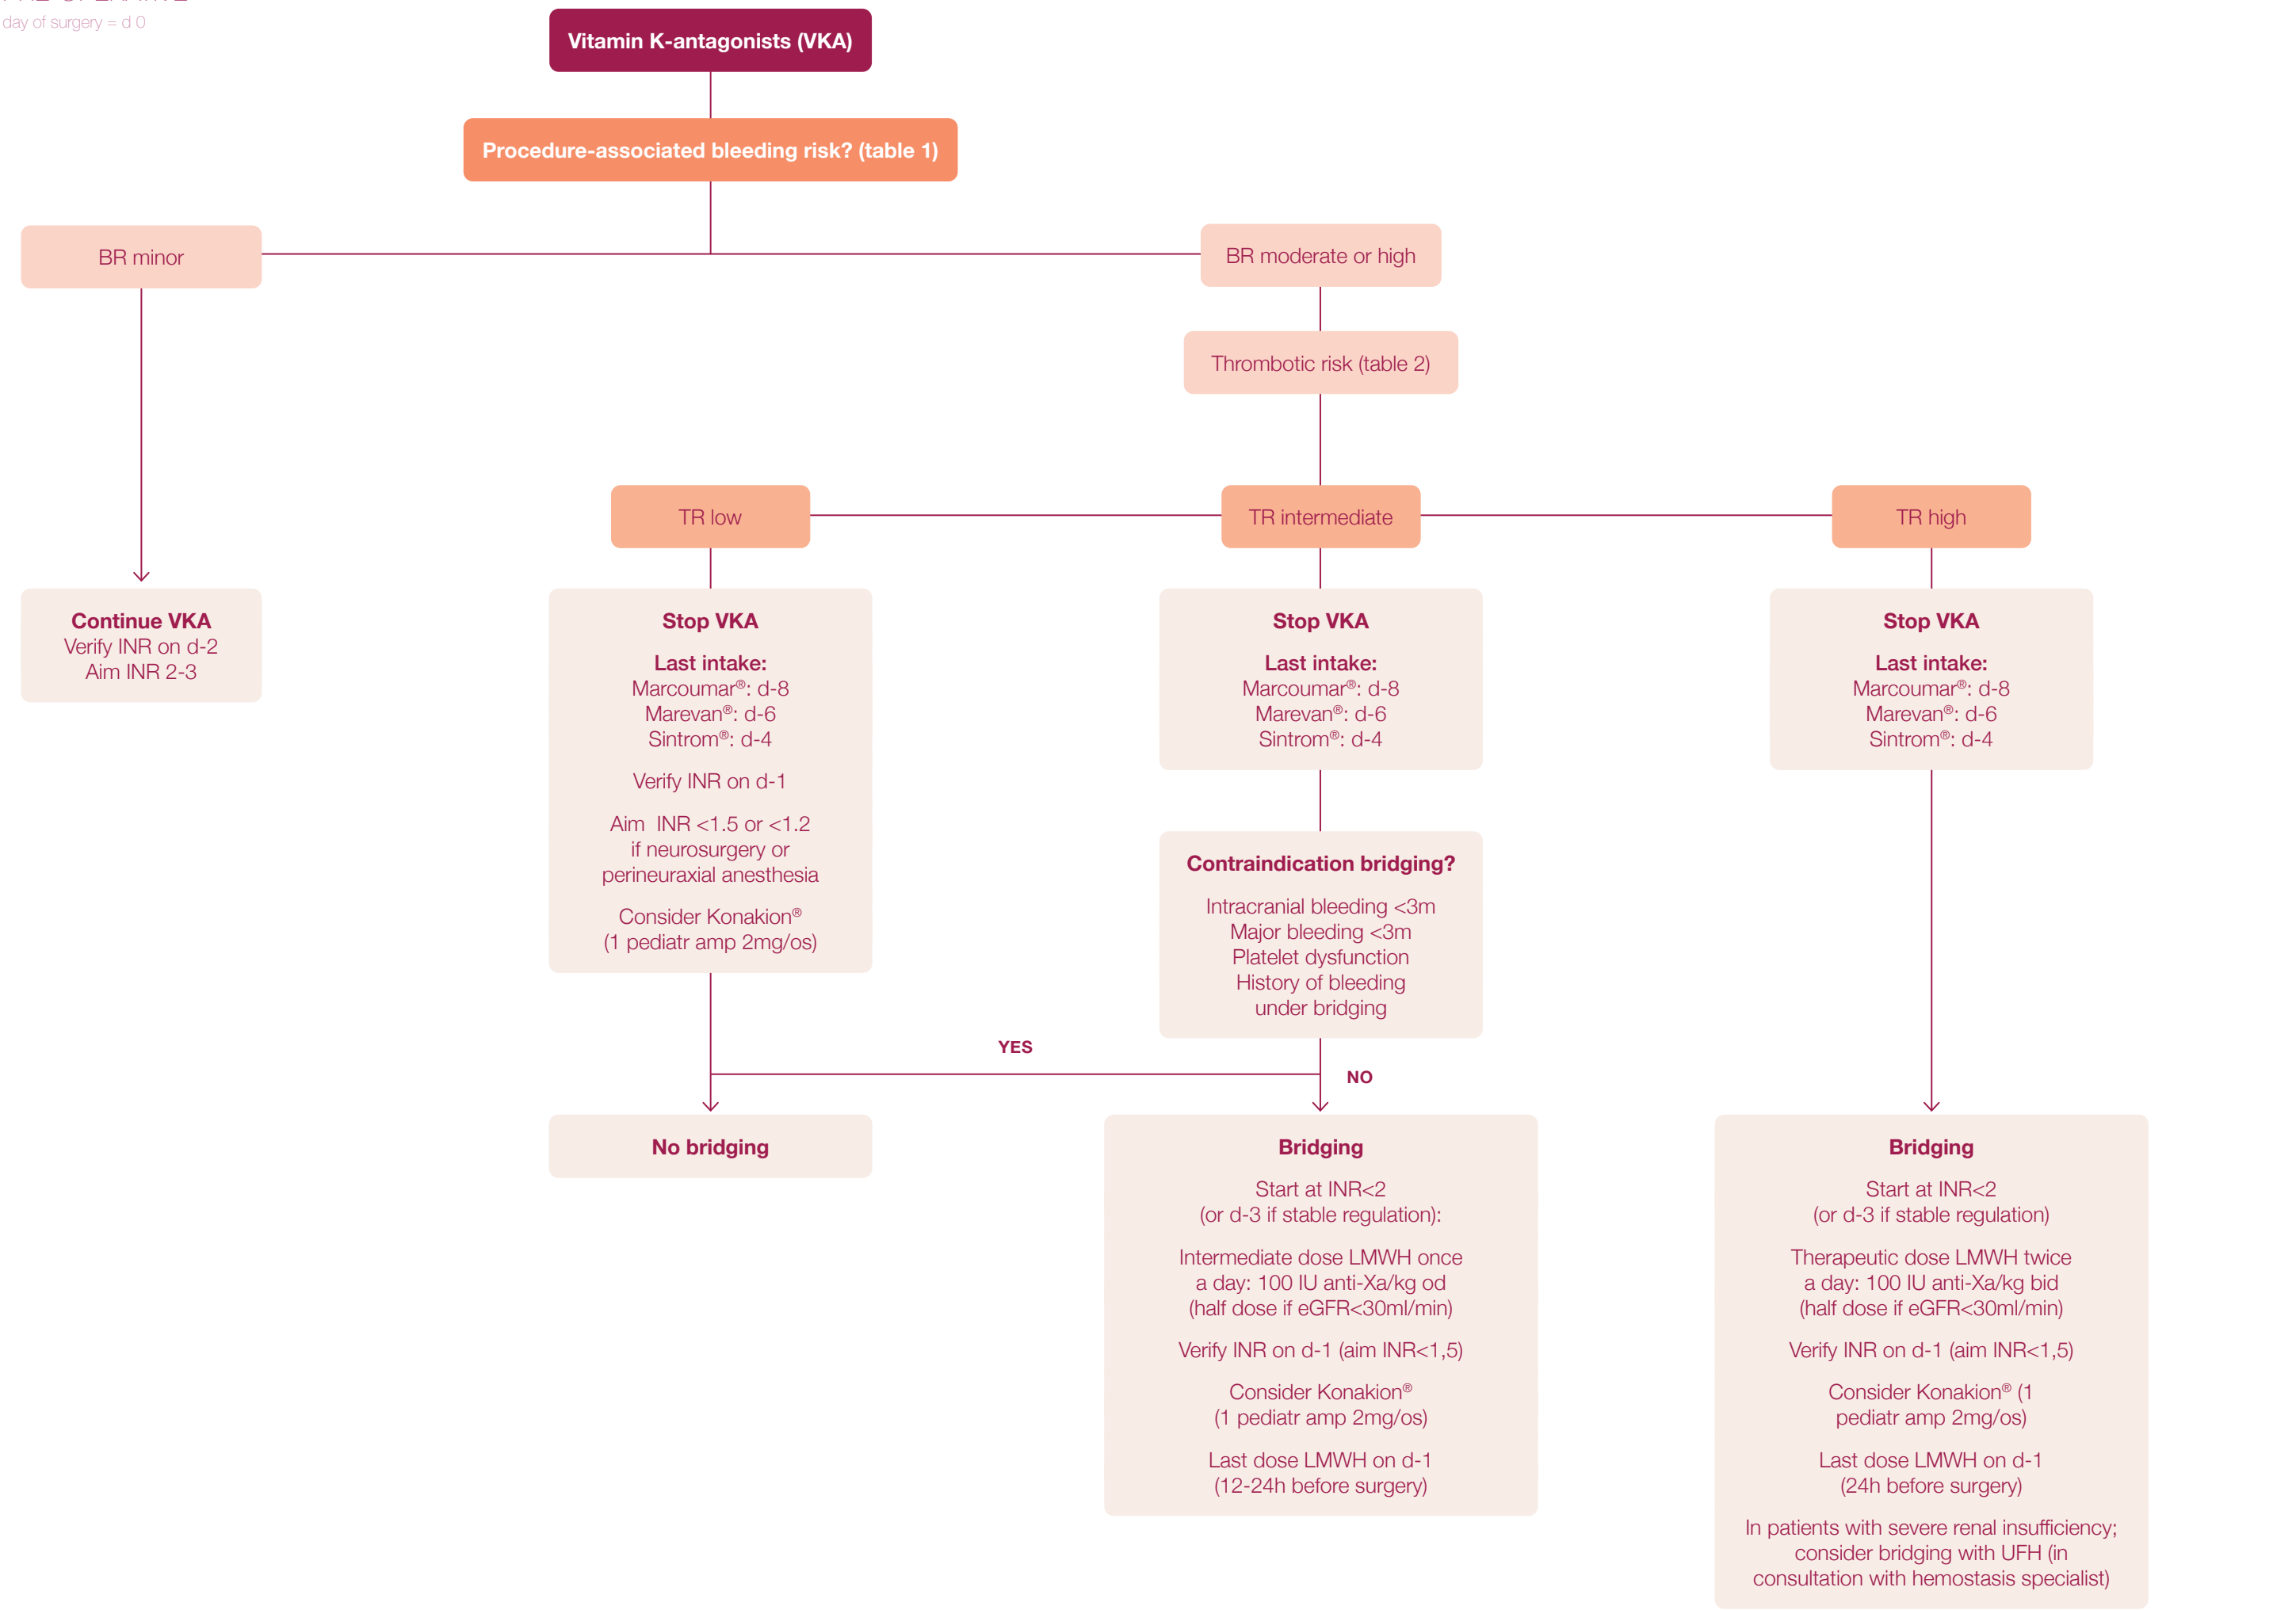 day of surgery = d 0
Vitamin K-antagonists (VKA)
Procedure-associated bleeding risk? (table 1)
BR minor
BR moderate or high
Thrombotic risk (table 2)
TR low
TR intermediate
TR high
Continue VKA
Verify INR on d-2
Aim INR 2-3
Stop VKA
Last intake:
Marcoumar®: d-8
Marevan®: d-6
Sintrom®: d-4
Verify INR on d-1
Aim INR <1.5 or <1.2
if neurosurgery or
perineuraxial anesthesia
Consider Konakion®
(1 pediatr amp 2mg/os)
Stop VKA
Last intake:
Marcoumar®: d-8
Marevan®: d-6
Sintrom®: d-4
Stop VKA
Last intake:
Marcoumar®: d-8
Marevan®: d-6
Sintrom®: d-4
Contraindication bridging?
Intracranial bleeding <3m
Major bleeding <3m
Platelet dysfunction
History of bleeding
under bridging
YES
NO
No bridging
Bridging
Start at INR<2
(or d-3 if stable regulation):
Intermediate dose LMWH once
a day: 100 IU anti-Xa/kg od
(half dose if eGFR<30ml/min)
Verify INR on d-1 (aim INR<1,5)
Consider Konakion®
(1 pediatr amp 2mg/os)
Last dose LMWH on d-1
(12-24h before surgery)
Bridging
Start at INR<2
(or d-3 if stable regulation)
Therapeutic dose LMWH twice
a day: 100 IU anti-Xa/kg bid
(half dose if eGFR<30ml/min)
Verify INR on d-1 (aim INR<1,5)
Consider Konakion® (1
pediatr amp 2mg/os)
Last dose LMWH on d-1
(24h before surgery)
In patients with severe renal insufficiency;
consider bridging with UFH (in
consultation with hemostasis specialist)